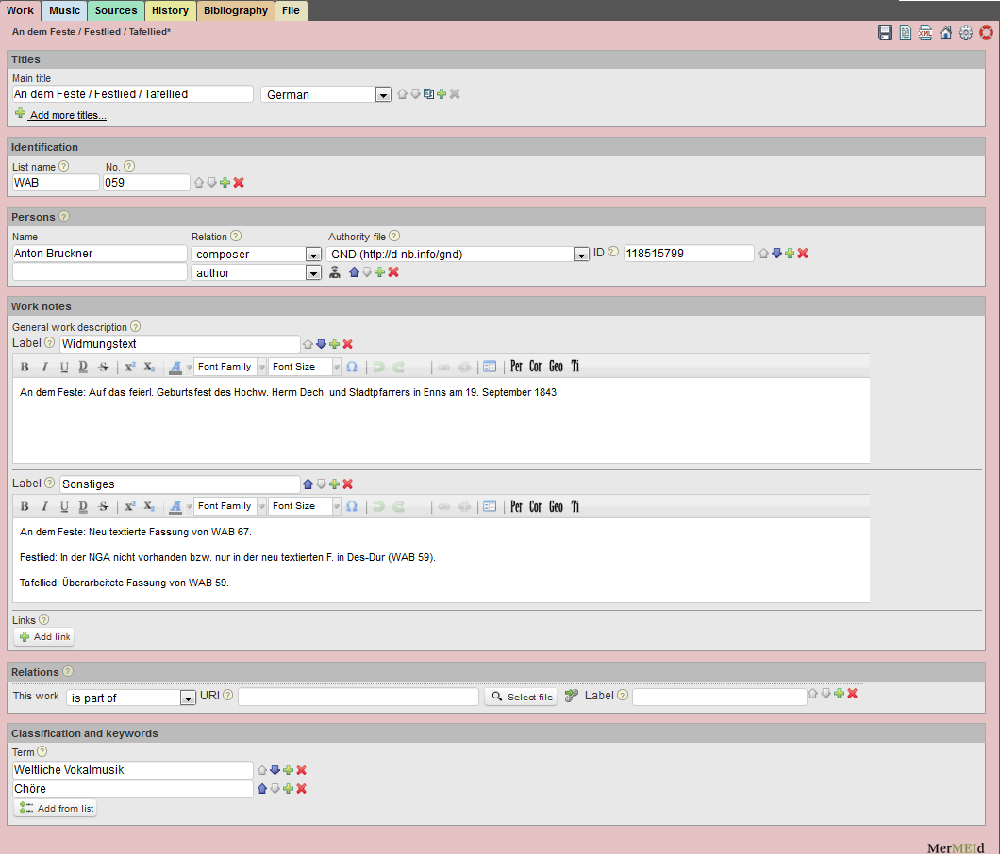 Work Music Sources History Bibliography File
An dem Feste / Festlied / Tafellied*
XML
Titles
Main title
An dem Feste / Festlied / Tafellied German
Add more titles...
Identification
List name ? No. ?
WAB 059
Persons ?
Name Relation ? Authority file ?
Anton Bruckner composer GND (http://d-nb.info/gnd) ID ? 118515799
author
Work notes
General work description ?
Label ? Widmungstext
B I U D S x² x₂ A Font Family Font Size Ω Per Cor Geo Ti
An dem Feste: Auf das feierl. Geburtsfest des Hochw. Herrn Dech. und Stadtpfarrers in Enns am 19. September 1843
Label ? Sonstiges
B I U D S x² x₂ A Font Family Font Size Ω Per Cor Geo Ti
An dem Feste: Neu textierte Fassung von WAB 67.
Festlied: In der NGA nicht vorhanden bzw. nur in der neu textierten F. in Des-Dur (WAB 59).
Tafellied: Überarbeitete Fassung von WAB 59.
Links ?
Add link
Relations ?
This work is part of URI ? Select file Label ?
Classification and keywords
Term ?
Weltliche Vokalmusik
Chöre
Add from list
MerMEId